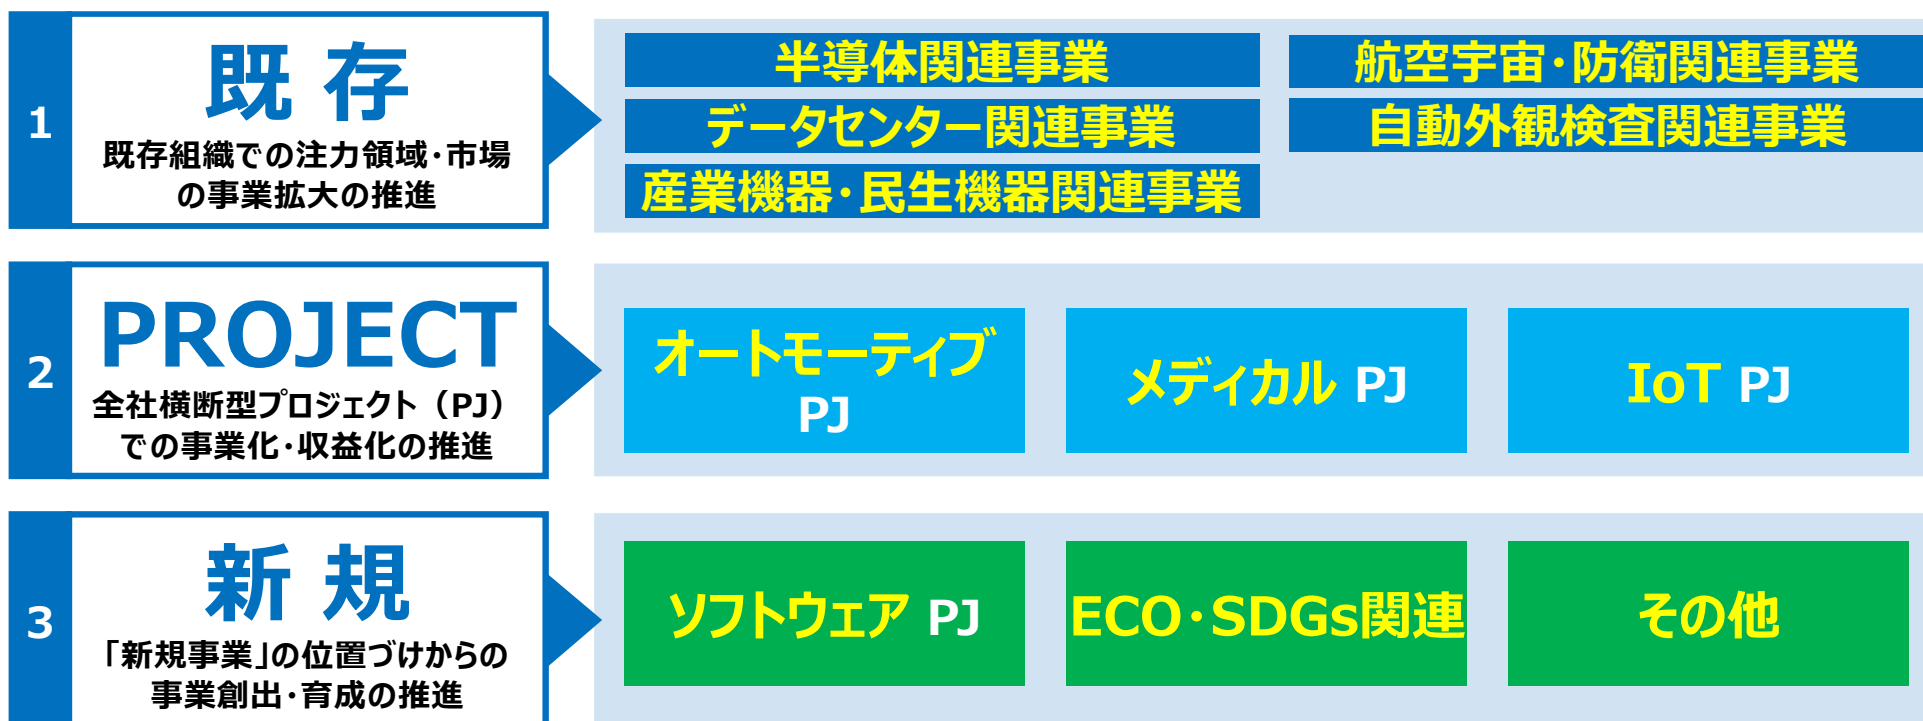 1
既 存
既存組織での注力領域･市場
の事業拡大の推進
半導体関連事業
航空宇宙･防衛関連事業
データセンター関連事業
自動外観検査関連事業
産業機器･民生機器関連事業
2
PROJECT
全社横断型プロジェクト（PJ）
での事業化･収益化の推進
オートモーティブ
PJ
メディカル PJ
IoT PJ
3
新 規
｢新規事業｣の位置づけからの
事業創出･育成の推進
ソフトウェア PJ
ECO･SDGs関連
その他